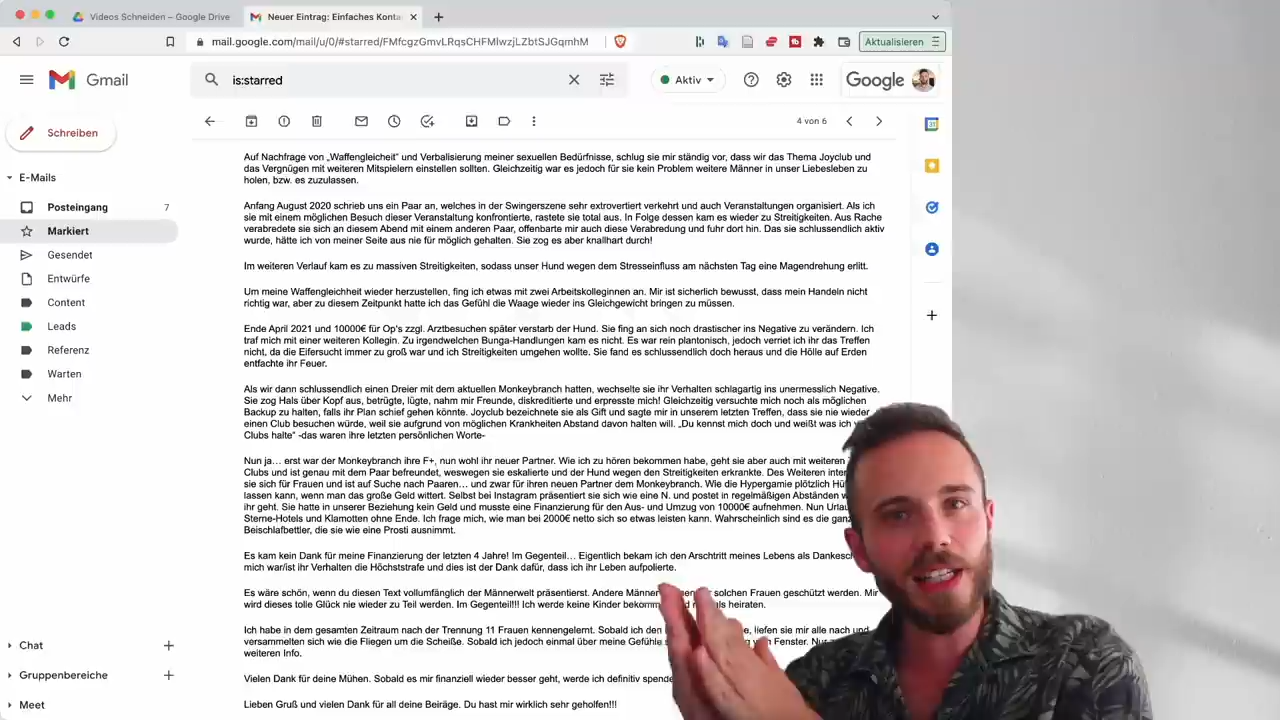 Videos Schneiden – Google Drive
Neuer Eintrag: Einfaches Konta
mail.google.com/mail/u/0/#starred/FMfcgzGmvLRqsCHFMlwzjLZbtSJGqmhM
Aktualisieren
Gmail
is:starred
Aktiv
Google
Schreiben
4 von 6
E-Mails
Posteingang 7
Markiert
Gesendet
Entwürfe
Content
Leads
Referenz
Warten
Mehr
Chat
Gruppenbereiche
Meet
Auf Nachfrage von „Waffengleicheit“ und Verbalisierung meiner sexuellen Bedürfnisse, schlug sie mir ständig vor, dass wir das Thema Joyclub und
das Vergnügen mit weiteren Mitspielern einstellen sollten. Gleichzeitig war es jedoch für sie kein Problem weitere Männer in unser Liebesleben zu
holen, bzw. es zuzulassen.
Anfang August 2020 schrieb uns ein Paar an, welches in der Swingerszene sehr extrovertiert verkehrt und auch Veranstaltungen organisiert. Als ich
sie mit einem möglichen Besuch dieser Veranstaltung konfrontierte, rastete sie total aus. In Folge dessen kam es wieder zu Streitigkeiten. Aus Rache
verabredete sie sich an diesem Abend mit einem anderen Paar, offenbarte mir auch diese Verabredung und fuhr dort hin. Das sie schlussendlich aktiv
wurde, hätte ich von meiner Seite aus nie für möglich gehalten. Sie zog es aber knallhart durch!
Im weiteren Verlauf kam es zu massiven Streitigkeiten, sodass unser Hund wegen dem Stresseinfluss am nächsten Tag eine Magendrehung erlitt.
Um meine Waffengleichheit wieder herzustellen, fing ich etwas mit zwei Arbeitskolleginnen an. Mir ist sicherlich bewusst, dass mein Handeln nicht
richtig war, aber zu diesem Zeitpunkt hatte ich das Gefühl die Waage wieder ins Gleichgewicht bringen zu müssen.
Ende April 2021 und 10000€ für Op's zzgl. Arztbesuchen später verstarb der Hund. Sie fing an sich noch drastischer ins Negative zu verändern. Ich
traf mich mit einer weiteren Kollegin. Zu irgendwelchen Bunga-Handlungen kam es nicht. Es war rein plantonisch, jedoch verriet ich ihr das Treffen
nicht, da die Eifersucht immer zu groß war und ich Streitigkeiten umgehen wollte. Sie fand es schlussendlich doch heraus und die Hölle auf Erden
entfachte ihr Feuer.
Als wir dann schlussendlich einen Dreier mit dem aktuellen Monkeybranch hatten, wechselte sie ihr Verhalten schlagartig ins unermesslich Negative.
Sie zog Hals über Kopf aus, betrügte, lügte, nahm mir Freunde, diskreditierte und erpresste mich! Gleichzeitig versuchte mich noch als möglichen
Backup zu halten, falls ihr Plan schief gehen könnte. Joyclub bezeichnete sie als Gift und sagte mir in unserem letzten Treffen, dass sie nie wieder
einen Club besuchen würde, weil sie aufgrund von möglichen Krankheiten Abstand davon halten will. „Du kennst mich doch und weißt was ich
Clubs halte“ -das waren ihre letzten persönlichen Worte-
Nun ja… erst war der Monkeybranch ihre F+, nun wohl ihr neuer Partner. Wie ich zu hören bekommen habe, geht sie aber auch mit weiteren
Clubs und ist genau mit dem Paar befreundet, weswegen sie eskalierte und der Hund wegen den Streitigkeiten erkrankte. Des Weiteren
sie sich für Frauen und ist auf Suche nach Paaren… und zwar für ihren neuen Partner dem Monkeybranch. Wie die Hypergamie plötzlich
lassen kann, wenn man das große Geld wittert. Selbst bei Instagram präsentiert sie sich wie eine N. und postet in regelmäßigen Abständen
ihr geht. Sie hatte in unserer Beziehung kein Geld und musste eine Finanzierung für den Aus- und Umzug von 10000€ aufnehmen. Nun
Sterne-Hotels und Klamotten ohne Ende. Ich frage mich, wie man bei 2000€ netto sich so etwas leisten kann. Wahrscheinlich sind es die
Beischlafbettler, die sie wie eine Prosti ausnimmt.
Es kam kein Dank für meine Finanzierung der letzten 4 Jahre! Im Gegenteil… Eigentlich bekam ich den Arschtritt meines Lebens als
mich war/ist ihr Verhalten die Höchststrafe und dies ist der Dank dafür, dass ich ihr Leben aufpolierte.
Es wäre schön, wenn du diesen Text vollumfänglich der Männerwelt präsentierst. Andere solchen Frauen geschützt werden. Mir
wird dieses tolle Glück nie wieder zu Teil werden. Im Gegenteil!!! Ich werde keine Kinder heiraten.
Ich habe in dem gesamten Zeitraum nach der Trennung 11 Frauen kennengelernt. Sobald ich den liefen sie mir alle nach und
versammelten sich wie die Fliegen um die Scheiße. Sobald ich jedoch einmal über meine Gefühle Fenster.
weiteren Info.
Vielen Dank für deine Mühen. Sobald es mir finanziell wieder besser geht, werde ich definitiv
Lieben Gruß und vielen Dank für all deine Beiräge. Du hast mir wirklich sehr geholfen!!!